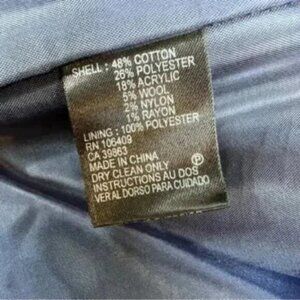 SHELL : 48% COTTON
26% POLYESTER
18% ACRYLIC
5% WOOL
2% NYLON
1% RAYON
LINING : 100% POLYESTER
RN 106409
CA 39863
MADE IN CHINA
DRY CLEAN ONLY
INSTRUCTIONS AU DOS
VER AL DORSO PARA CUIDADO
P